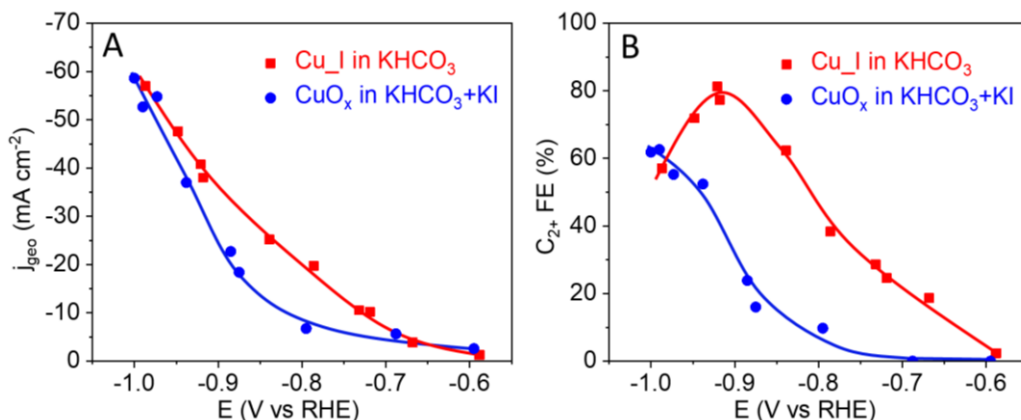 A
Cu_I in KHCO₃
CuOₓ in KHCO₃+KI
-70
-60
-50
-40
-30
-20
-10
0
j_geo (mA cm⁻²)
-1.0 -0.9 -0.8 -0.7 -0.6
E (V vs RHE)
B
Cu_I in KHCO₃
CuOₓ in KHCO₃+KI
100
80
60
40
20
0
C₂₊ FE (%)
-1.0 -0.9 -0.8 -0.7 -0.6
E (V vs RHE)